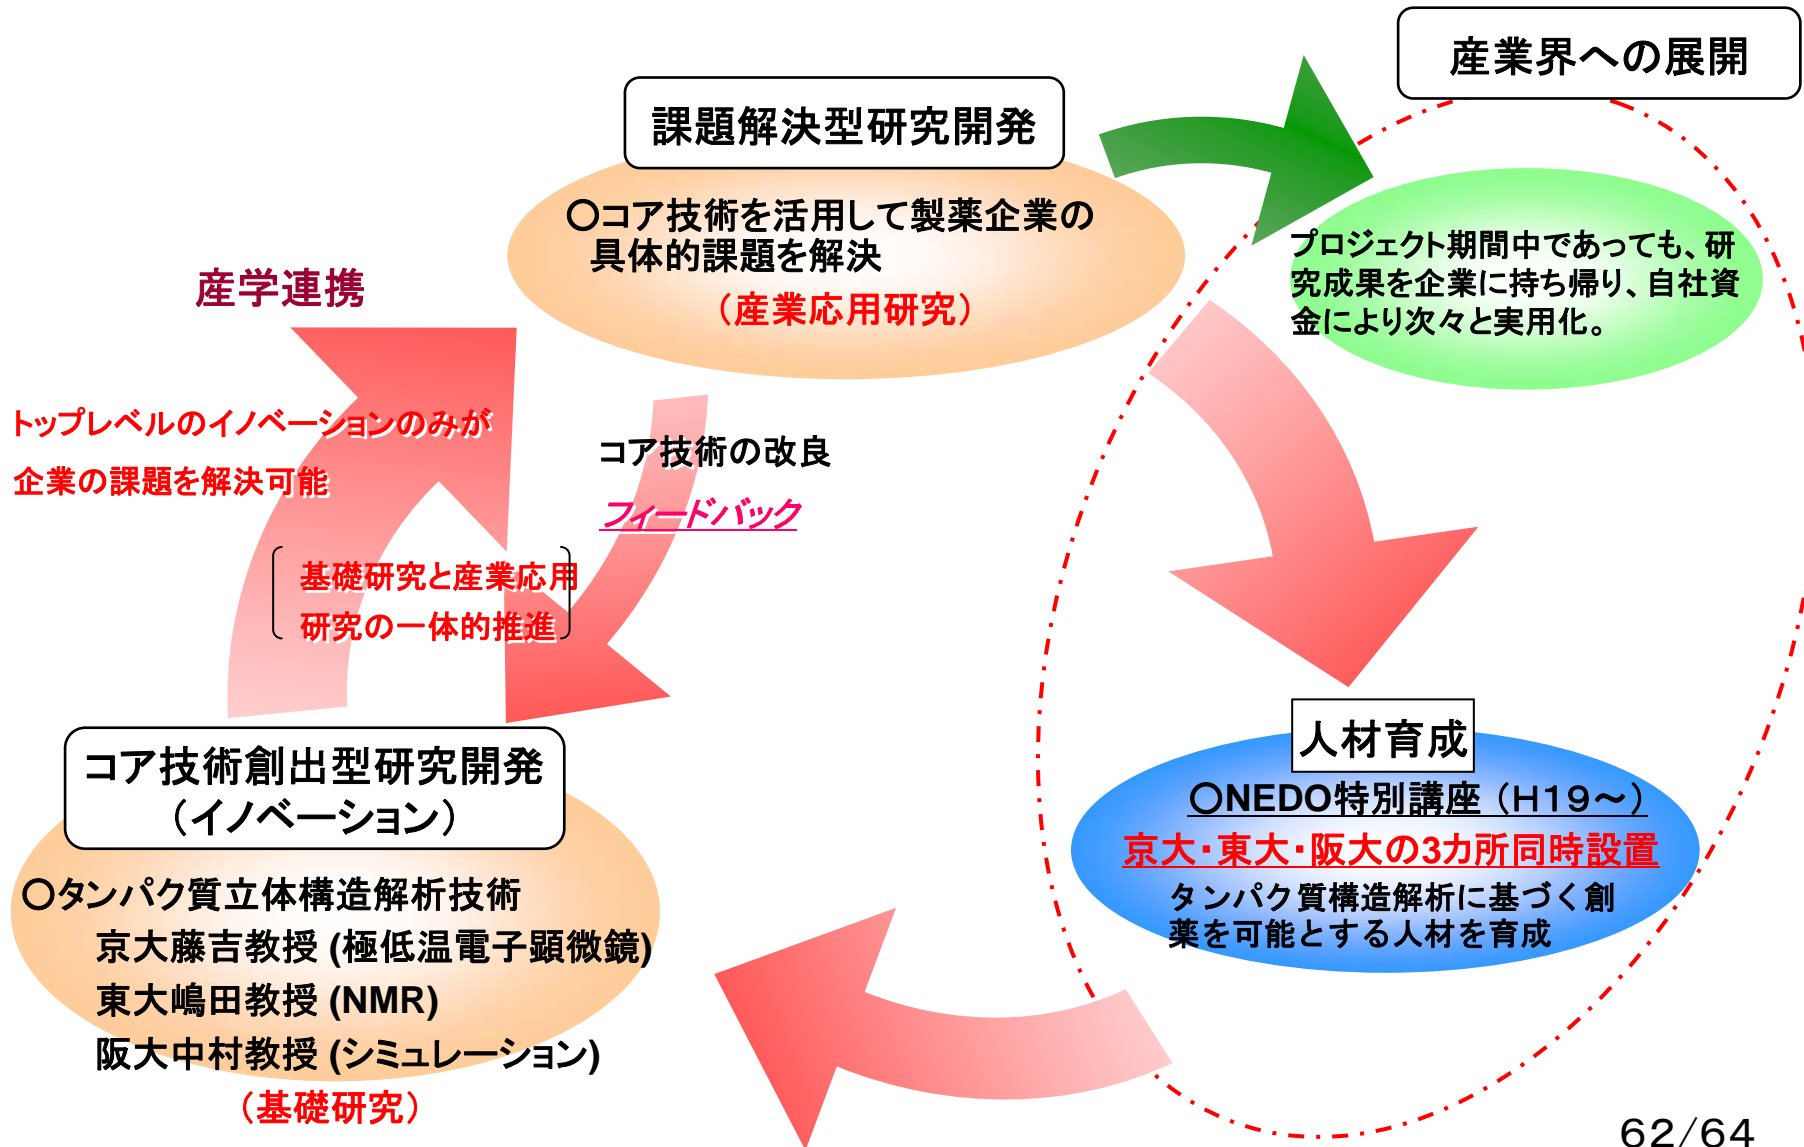 産業界への展開
課題解決型研究開発
〇コア技術を活用して製薬企業の
具体的課題を解決
（産業応用研究）
プロジェクト期間中であっても、研
究成果を企業に持ち帰り、自社資
金により次々と実用化。
産学連携
トップレベルのイノベーションのみが
企業の課題を解決可能
コア技術の改良
フィードバック
基礎研究と産業応用
研究の一体的推進
コア技術創出型研究開発
（イノベーション）
〇タンパク質立体構造解析技術
京大藤吉教授 (極低温電子顕微鏡)
東大嶋田教授 (NMR)
阪大中村教授 (シミュレーション)
（基礎研究）
人材育成
〇NEDO特別講座（H19～）
京大・東大・阪大の3カ所同時設置
タンパク質構造解析に基づく創
薬を可能とする人材を育成
62/64